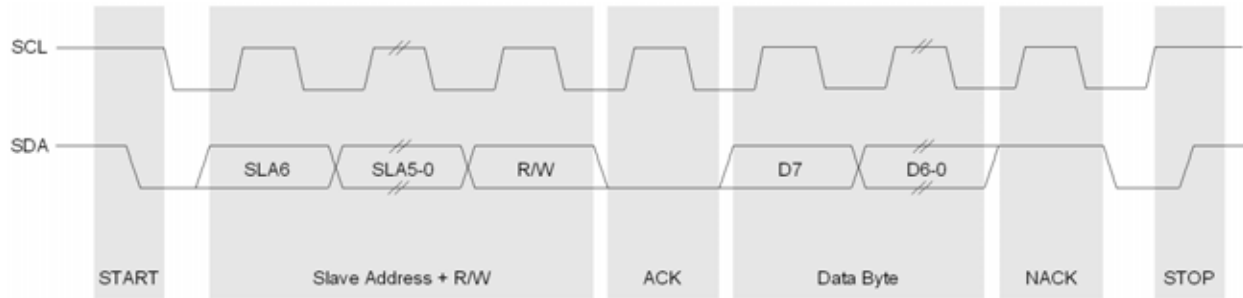 SCL
SDA
SLA6 SLA5-0 R/W D7 D6-0
START Slave Address + R/W ACK Data Byte NACK STOP